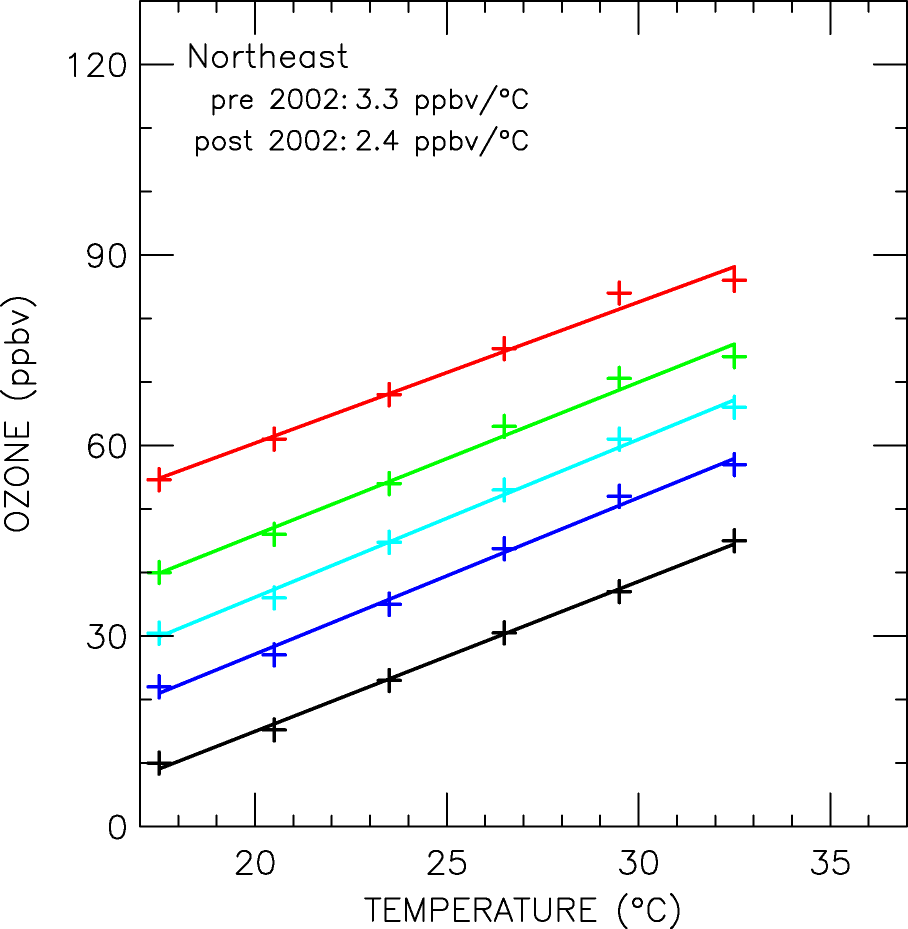 Northeast
pre 2002: 3.3 ppbv/°C
post 2002: 2.4 ppbv/°C
120
90
60
30
0
OZONE (ppbv)
20 25 30 35
TEMPERATURE (°C)